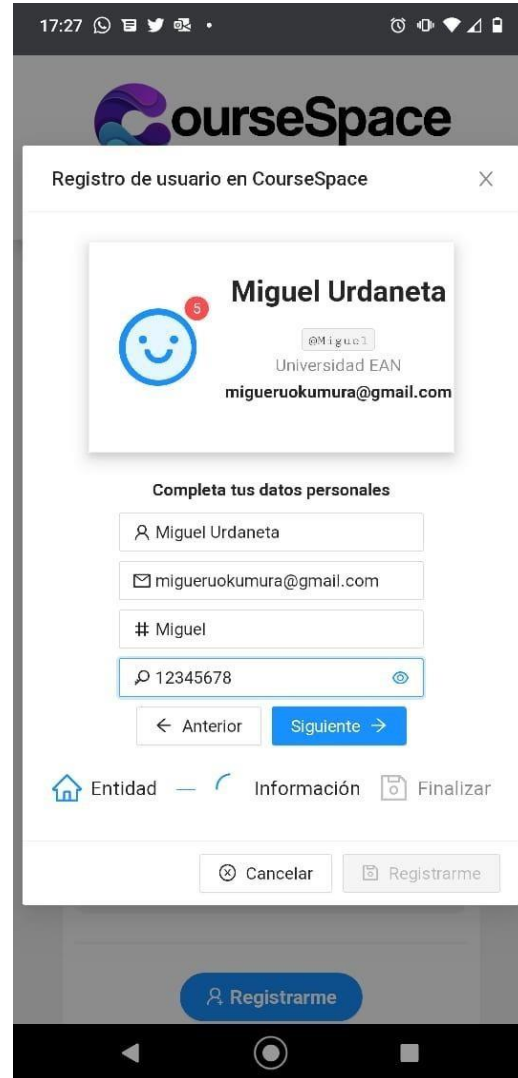 17:27
CourseSpace
Registro de usuario en CourseSpace
5
Miguel Urdaneta
@Miguel
Universidad EAN
migueruokumura@gmail.com
Completa tus datos personales
Miguel Urdaneta
migueruokumura@gmail.com
# Miguel
12345678
← Anterior
Siguiente →
Entidad — Información Finalizar
Cancelar
Registrarme
Registrarme